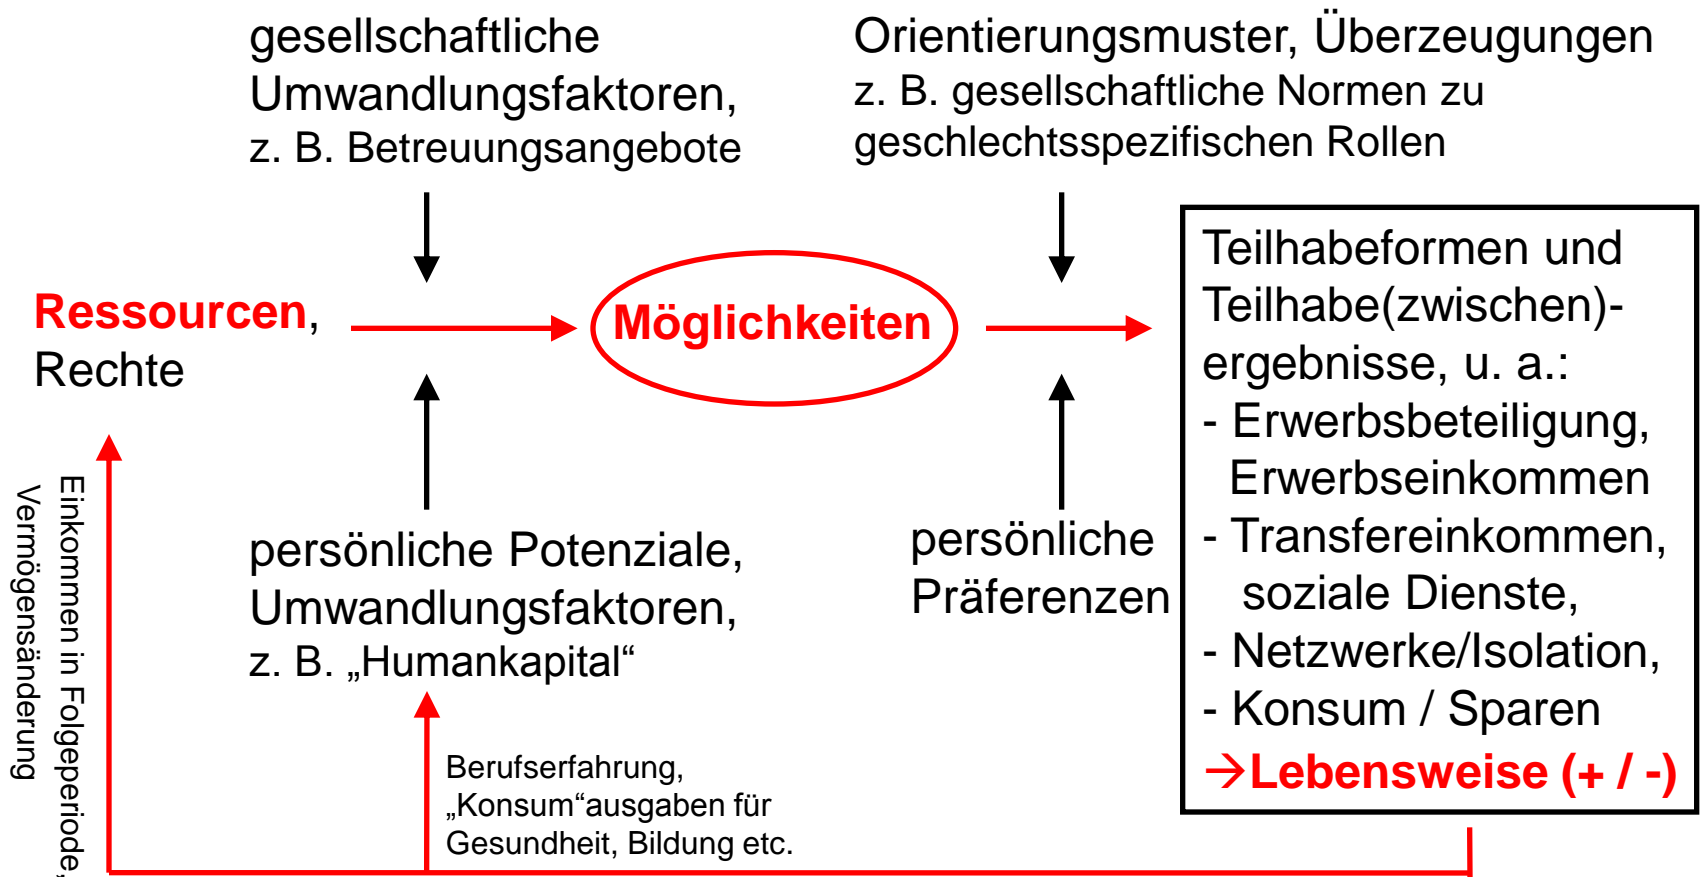 gesellschaftliche
Umwandlungsfaktoren,
z. B. Betreuungsangebote
Orientierungsmuster, Überzeugungen
z. B. gesellschaftliche Normen zu
geschlechtsspezifischen Rollen
Ressourcen,
Rechte
Möglichkeiten
Teilhabeformen und
Teilhabe(zwischen)-
ergebnisse, u. a.:
- Erwerbsbeteiligung,
Erwerbseinkommen
- Transfereinkommen,
soziale Dienste,
- Netzwerke/Isolation,
- Konsum / Sparen
→Lebensweise (+ / -)
persönliche Potenziale,
Umwandlungsfaktoren,
z. B. „Humankapital“
persönliche
Präferenzen
Einkommen in Folgeperiode,
Vermögensänderung
Berufserfahrung,
„Konsum“ausgaben für
Gesundheit, Bildung etc.